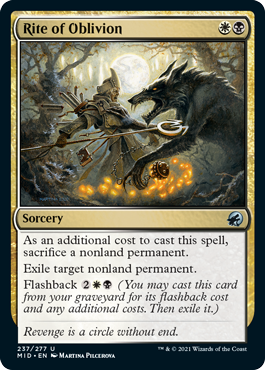 Rite of Oblivion
Sorcery
As an additional cost to cast this spell,
sacrifice a nonland permanent.
Exile target nonland permanent.
Flashback 2 (You may cast this card
from your graveyard for its flashback cost
and any additional costs. Then exile it.)
Revenge is a circle without end.
237/277 U
MID • EN MARTINA PILCEROVA
™ & © 2021 Wizards of the Coast